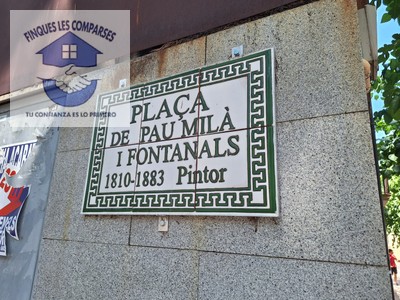 FINQUES LES COMPARSES
TU CONFIANZA ES LO PRIMERO
PLAÇA
DE PAU MILÀ
I FONTANALS
1810-1883 Pintor